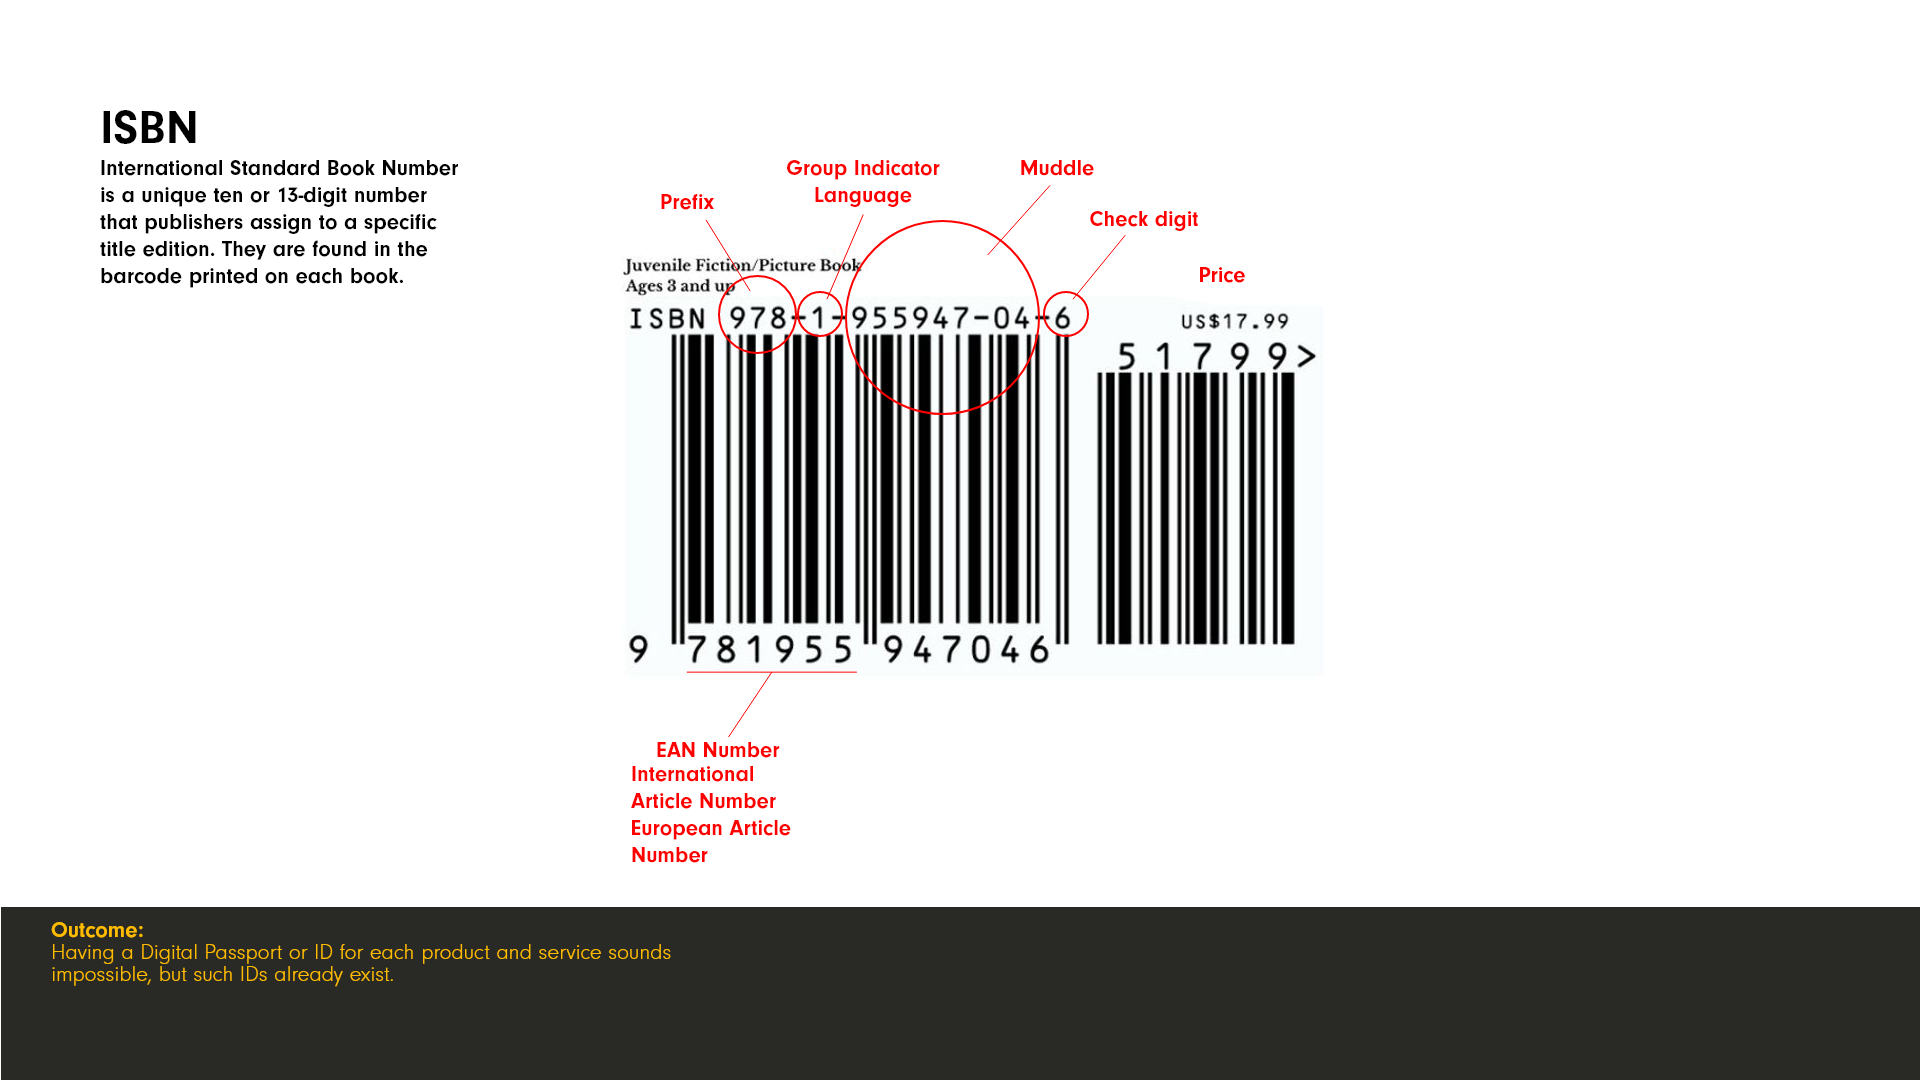 ISBN
International Standard Book Number
is a unique ten or 13-digit number
that publishers assign to a specific
title edition. They are found in the
barcode printed on each book.
Prefix
Group Indicator
Language
Muddle
Check digit
Price
Juvenile Fiction/Picture Book
Ages 3 and up
ISBN 978-1-955947-04-6
US$17.99
51799>
9 781955 947046
EAN Number
International
Article Number
European Article
Number
Outcome:
Having a Digital Passport or ID for each product and service sounds
impossible, but such IDs already exist.